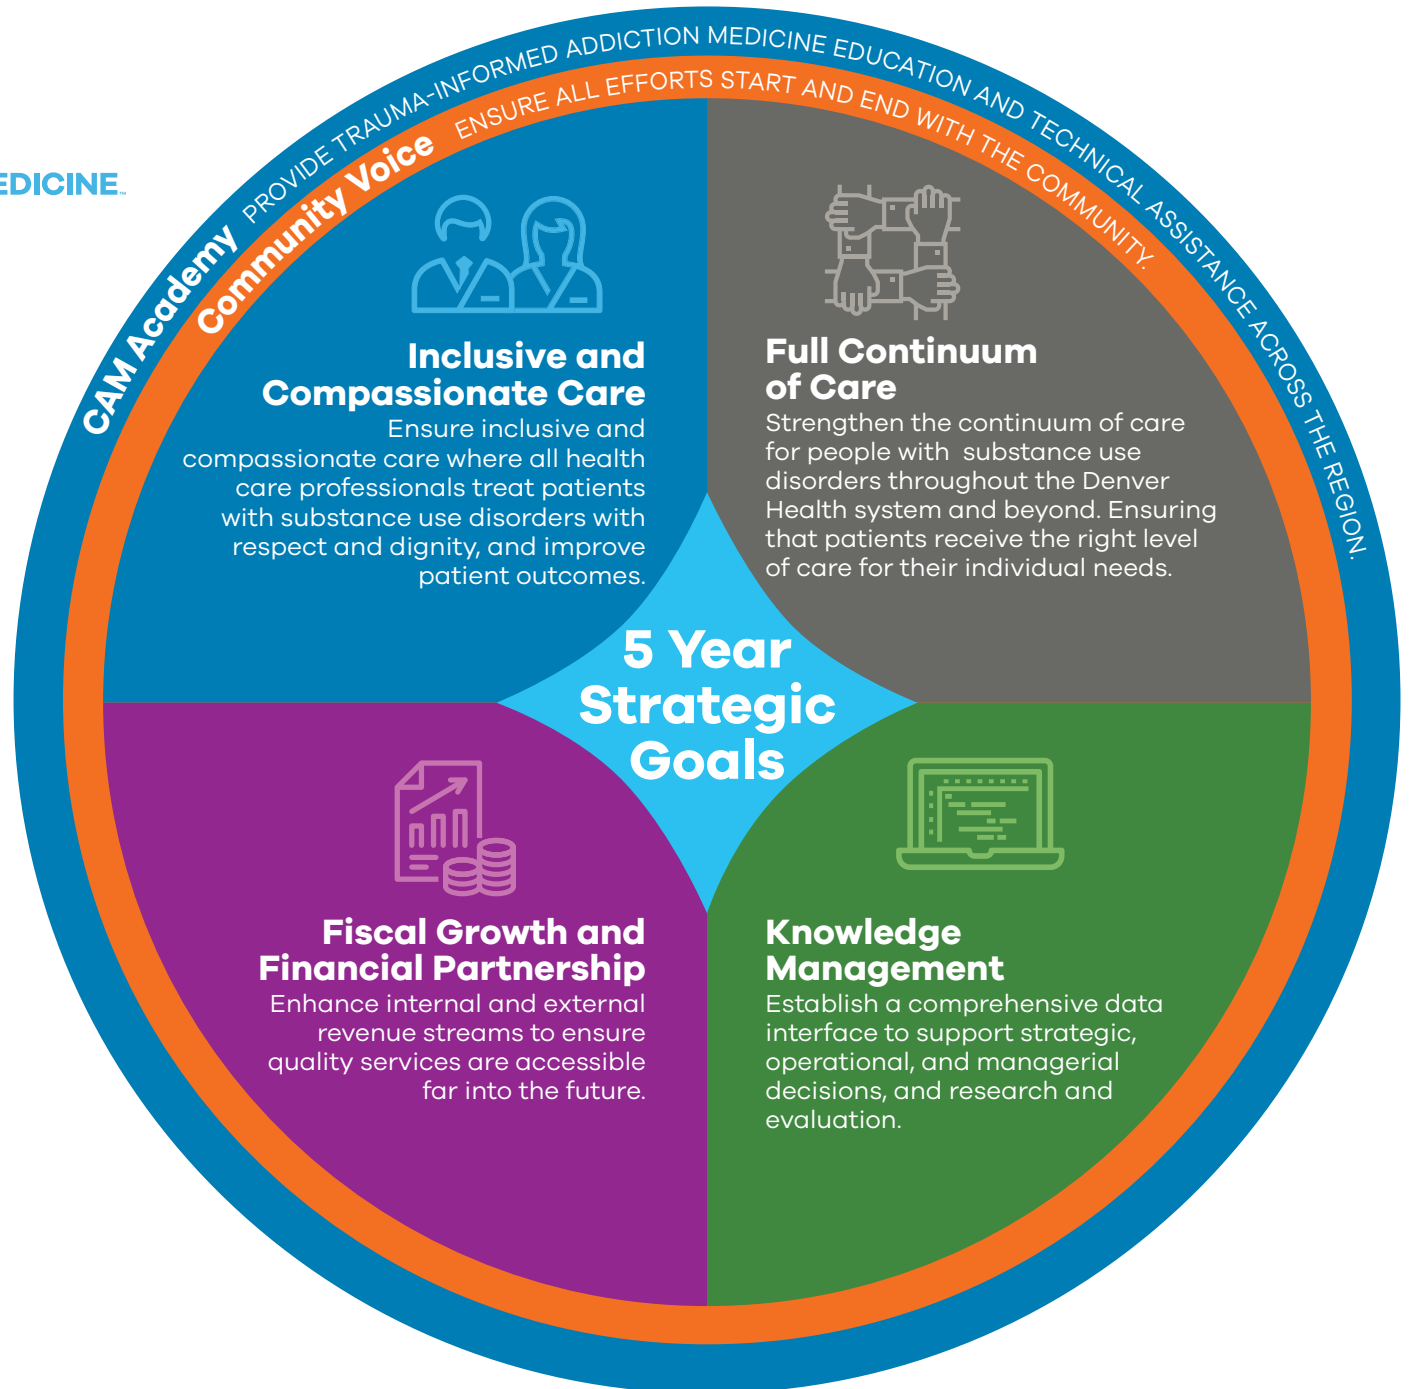 EDICINE™
CAM Academy PROVIDE TRAUMA-INFORMED ADDICTION MEDICINE EDUCATION AND TECHNICAL ASSISTANCE ACROSS THE REGION.
Community Voice ENSURE ALL EFFORTS START AND END WITH THE COMMUNITY.
Inclusive and
Compassionate Care
Ensure inclusive and
compassionate care where all health
care professionals treat patients
with substance use disorders with
respect and dignity, and improve
patient outcomes.
Full Continuum
of Care
Strengthen the continuum of care
for people with substance use
disorders throughout the Denver
Health system and beyond. Ensuring
that patients receive the right level
of care for their individual needs.
5 Year
Strategic
Goals
Fiscal Growth and
Financial Partnership
Enhance internal and external
revenue streams to ensure
quality services are accessible
far into the future.
Knowledge
Management
Establish a comprehensive data
interface to support strategic,
operational, and managerial
decisions, and research and
evaluation.